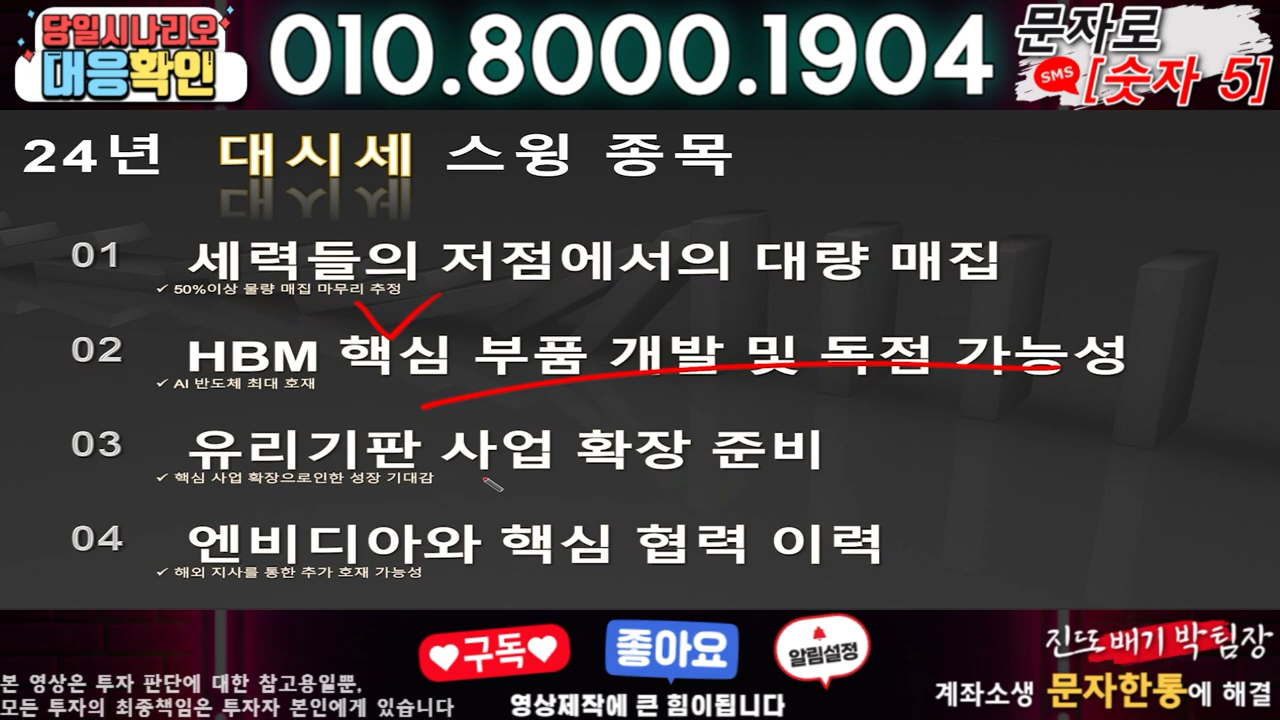 당일시나리오
대응확인
010.8000.1904
문자로
SMS
[숫자 5]
24년 대시세 스윙 종목
01 세력들의 저점에서의 대량 매집
✓ 50%이상 물량 매집 마무리 추정
02 HBM 핵심 부품 개발 및 독점 가능성
✓ AI 반도체 최대 호재
03 유리기판 사업 확장 준비
✓ 핵심 사업 확장으로인한 성장 기대감
04 엔비디아와 핵심 협력 이력
✓ 해외 지사를 통한 추가 호재 가능성
구독
좋아요
알림설정
영상제작에 큰 힘이됩니다
본 영상은 투자 판단에 대한 참고용일뿐,
모든 투자의 최종책임은 투자자 본인에게 있습니다
진또배기 박팀장
계좌소생 문자한통에 해결